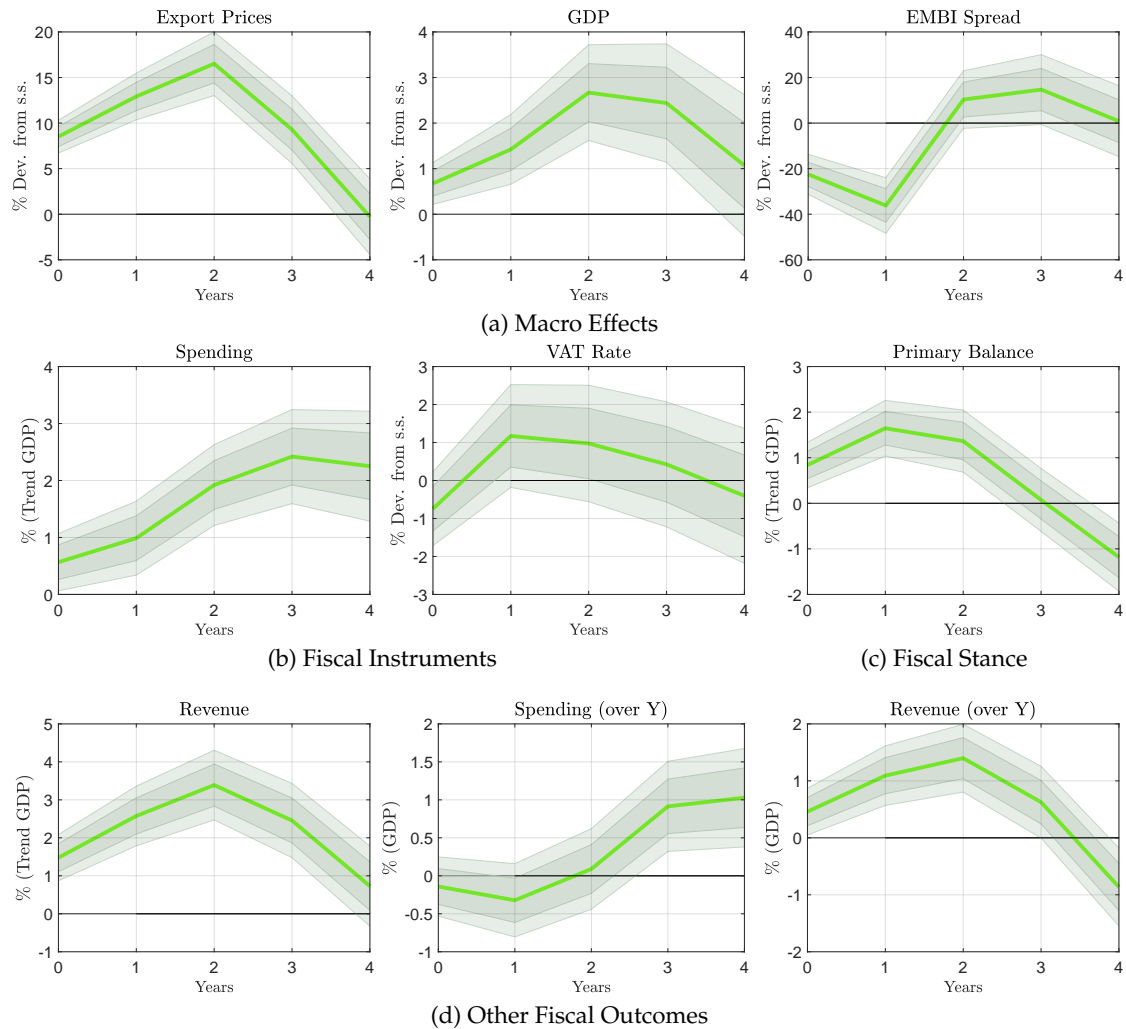 Export Prices
% Dev. from s.s.
20
15
10
5
0
-5
0 1 2 3 4
Years
GDP
% Dev. from s.s.
4
3
2
1
0
-1
0 1 2 3 4
Years
EMBI Spread
% Dev. from s.s.
40
20
0
-20
-40
-60
0 1 2 3 4
Years
(a) Macro Effects
Spending
% (Trend GDP)
4
3
2
1
0
0 1 2 3 4
Years
VAT Rate
% Dev. from s.s.
3
2
1
0
-1
-2
-3
0 1 2 3 4
Years
(b) Fiscal Instruments
Primary Balance
% (Trend GDP)
3
2
1
0
-1
-2
0 1 2 3 4
Years
(c) Fiscal Stance
Revenue
% (Trend GDP)
5
4
3
2
1
0
-1
0 1 2 3 4
Years
Spending (over Y)
% (GDP)
2
1.5
1
0.5
0
-0.5
-1
0 1 2 3 4
Years
Revenue (over Y)
% (GDP)
2
1
0
-1
-2
0 1 2 3 4
Years
(d) Other Fiscal Outcomes